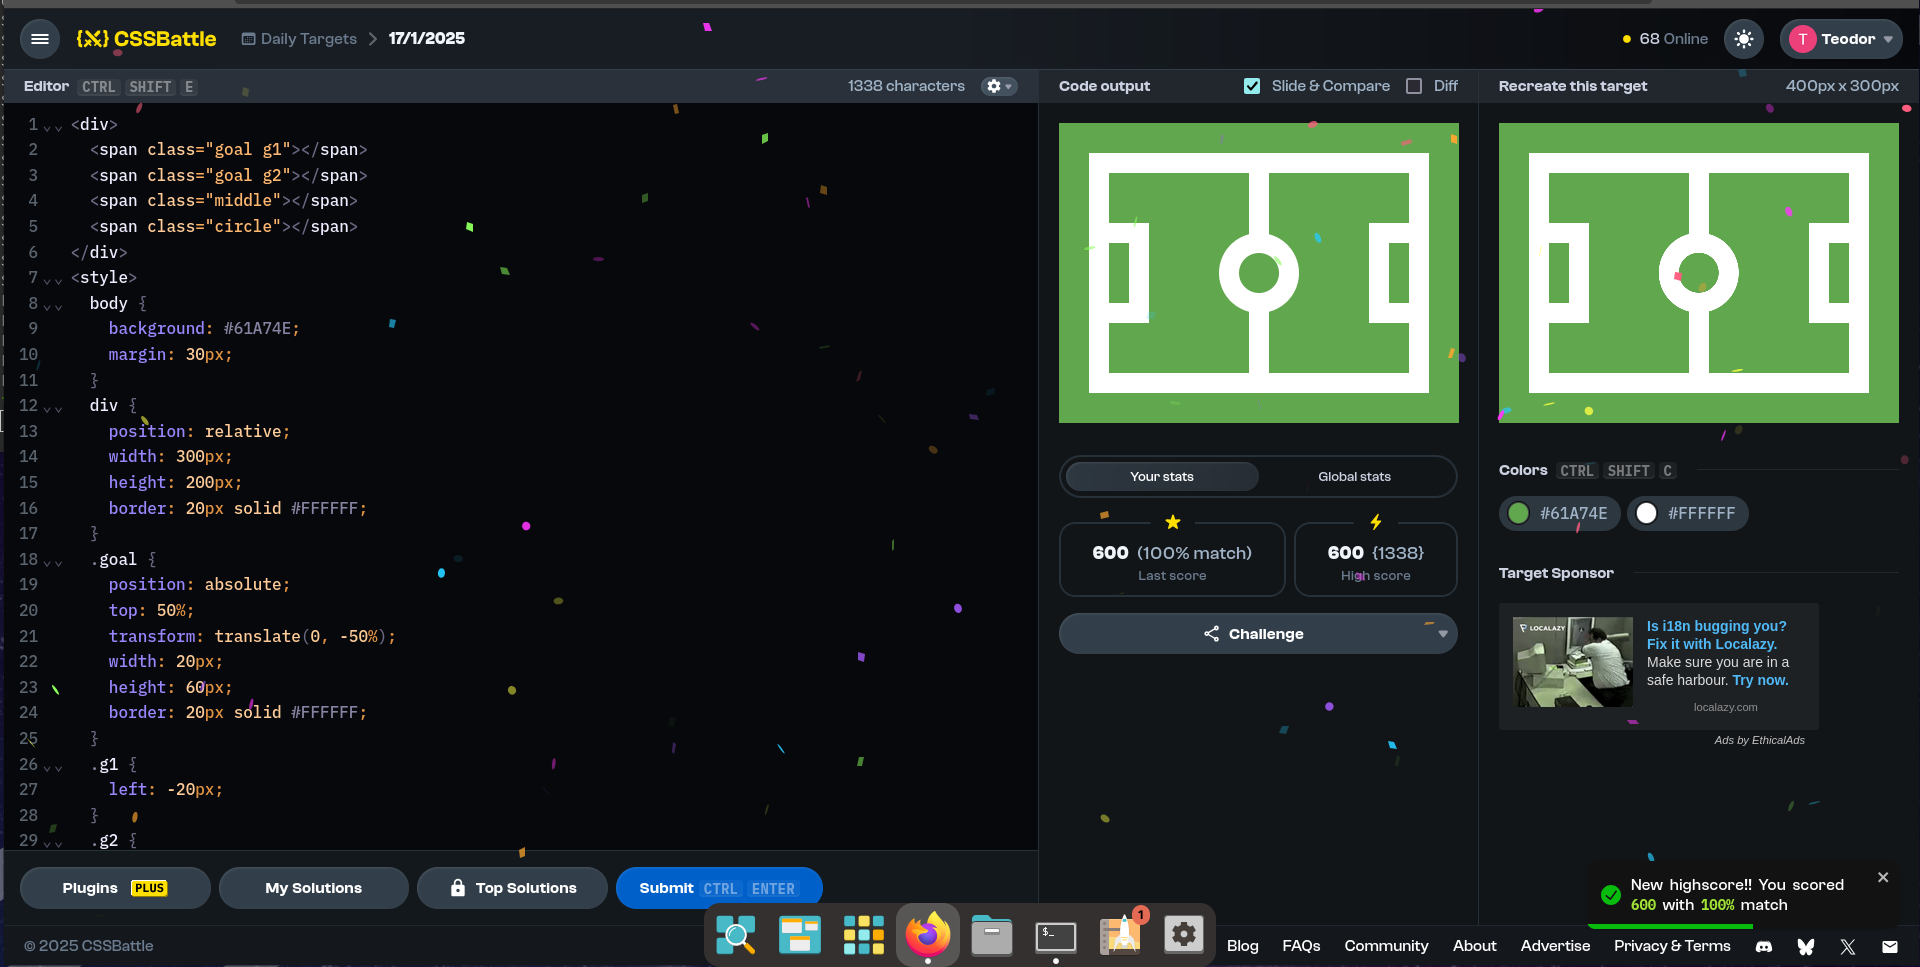 CSSBattle
Daily Targets
17/1/2025
68 Online
T
Teodor
Editor CTRL SHIFT E
1338 characters
Code output
Slide & Compare
Diff
Recreate this target
400px x 300px
1 <div>
2 <span class="goal g1"></span>
3 <span class="goal g2"></span>
4 <span class="middle"></span>
5 <span class="circle"></span>
6 </div>
7 <style>
8 body {
9 background: #61A74E;
10 margin: 30px;
11 }
12 div {
13 position: relative;
14 width: 300px;
15 height: 200px;
16 border: 20px solid #FFFFFF;
17 }
18 .goal {
19 position: absolute;
20 top: 50%;
21 transform: translate(0, -50%);
22 width: 20px;
23 height: 60px;
24 border: 20px solid #FFFFFF;
25 }
26 .g1 {
27 left: -20px;
28 }
29 .g2 {
Plugins PLUS
My Solutions
Top Solutions
Submit CTRL ENTER
Your stats
Global stats
600 (100% match)
Last score
600 {1338}
High score
Challenge
Colors CTRL SHIFT C
#61A74E
#FFFFFF
Target Sponsor
LOCALAZY
Is i18n bugging you?
Fix it with Localazy.
Make sure you are in a
safe harbour. Try now.
localazy.com
Ads by EthicalAds
New highscore!! You scored
600 with 100% match
$_
1
© 2025 CSSBattle
Blog
FAQs
Community
About
Advertise
Privacy & Terms